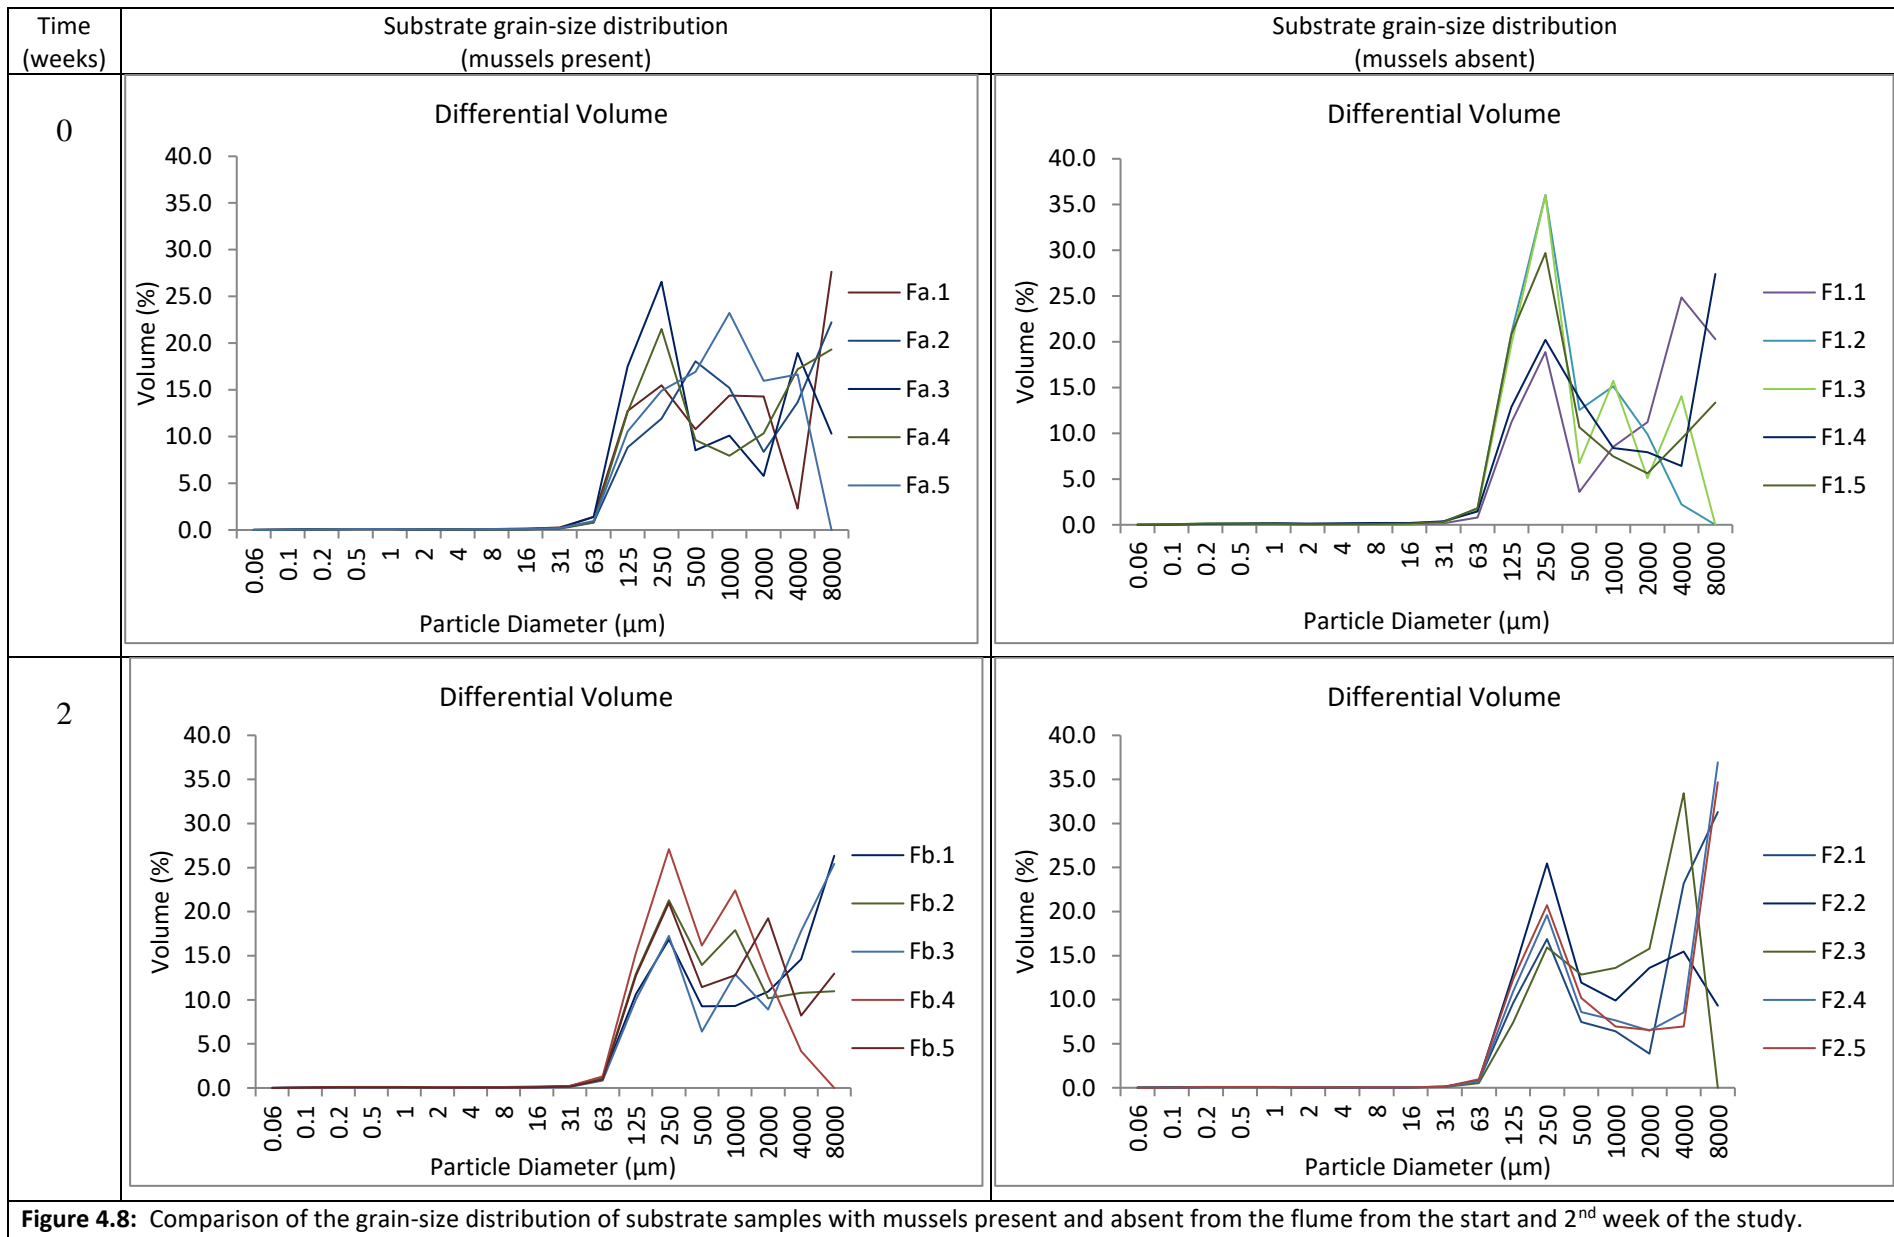 Time
(weeks)
Substrate grain-size distribution
(mussels present)
Substrate grain-size distribution
(mussels absent)
0
Differential Volume
40.0
35.0
30.0
25.0
20.0
15.0
10.0
5.0
0.0
Volume (%)
0.06 0.1 0.2 0.5 1 2 4 8 16 31 63 125 250 500 1000 2000 4000 8000
Particle Diameter (µm)
Fa.1
Fa.2
Fa.3
Fa.4
Fa.5
Differential Volume
40.0
35.0
30.0
25.0
20.0
15.0
10.0
5.0
0.0
Volume (%)
0.06 0.1 0.2 0.5 1 2 4 8 16 31 63 125 250 500 1000 2000 4000 8000
Particle Diameter (µm)
F1.1
F1.2
F1.3
F1.4
F1.5
2
Differential Volume
40.0
35.0
30.0
25.0
20.0
15.0
10.0
5.0
0.0
Volume (%)
0.06 0.1 0.2 0.5 1 2 4 8 16 31 63 125 250 500 1000 2000 4000 8000
Particle Diameter (µm)
Fb.1
Fb.2
Fb.3
Fb.4
Fb.5
Differential Volume
40.0
35.0
30.0
25.0
20.0
15.0
10.0
5.0
0.0
Volume (%)
0.06 0.1 0.2 0.5 1 2 4 8 16 31 63 125 250 500 1000 2000 4000 8000
Particle Diameter (µm)
F2.1
F2.2
F2.3
F2.4
F2.5
Figure 4.8: Comparison of the grain-size distribution of substrate samples with mussels present and absent from the flume from the start and 2nd week of the study.